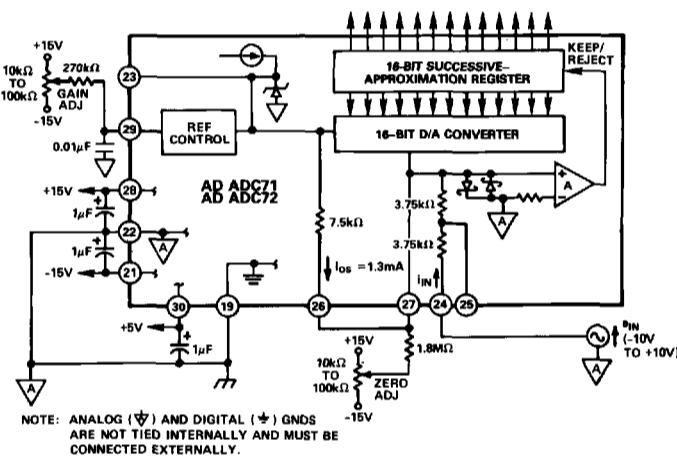 +15V
10kΩ
TO
100kΩ
270kΩ
GAIN
ADJ
-15V
0.01μF
23
29
REF
CONTROL
16-BIT SUCCESSIVE-
APPROXIMATION REGISTER
KEEP/
REJECT
16-BIT D/A CONVERTER
AD ADC71
AD ADC72
+15V
28
+
1μF
22
A
+
1μF
-15V
21
7.5kΩ
IOS = 1.3mA
3.75kΩ
3.75kΩ
iIN
A
+
−
A
30
19
26
27
24
25
+5V
+
1μF
A
+15V
10kΩ
TO
100kΩ
ZERO
ADJ
-15V
1.8MΩ
eIN
(-10V
TO +10V)
A
NOTE: ANALOG ( ) AND DIGITAL ( ) GNDS
ARE NOT TIED INTERNALLY AND MUST BE
CONNECTED EXTERNALLY.